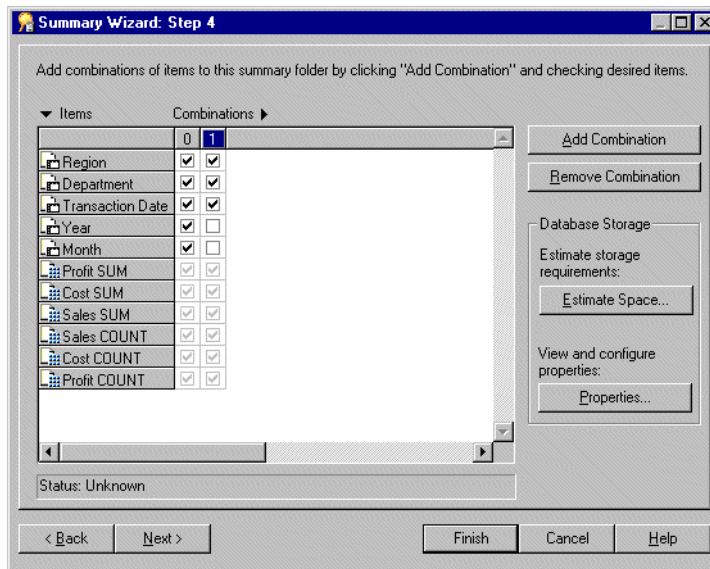 Summary Wizard: Step 4
Add combinations of items to this summary folder by clicking "Add Combination" and checking desired items.
Items Combinations
0 1
Region
Department
Transaction Date
Year
Month
Profit SUM
Cost SUM
Sales SUM
Sales COUNT
Cost COUNT
Profit COUNT
Add Combination
Remove Combination
Database Storage
Estimate storage
requirements:
Estimate Space...
View and configure
properties:
Properties...
Status: Unknown
< Back Next > Finish Cancel Help